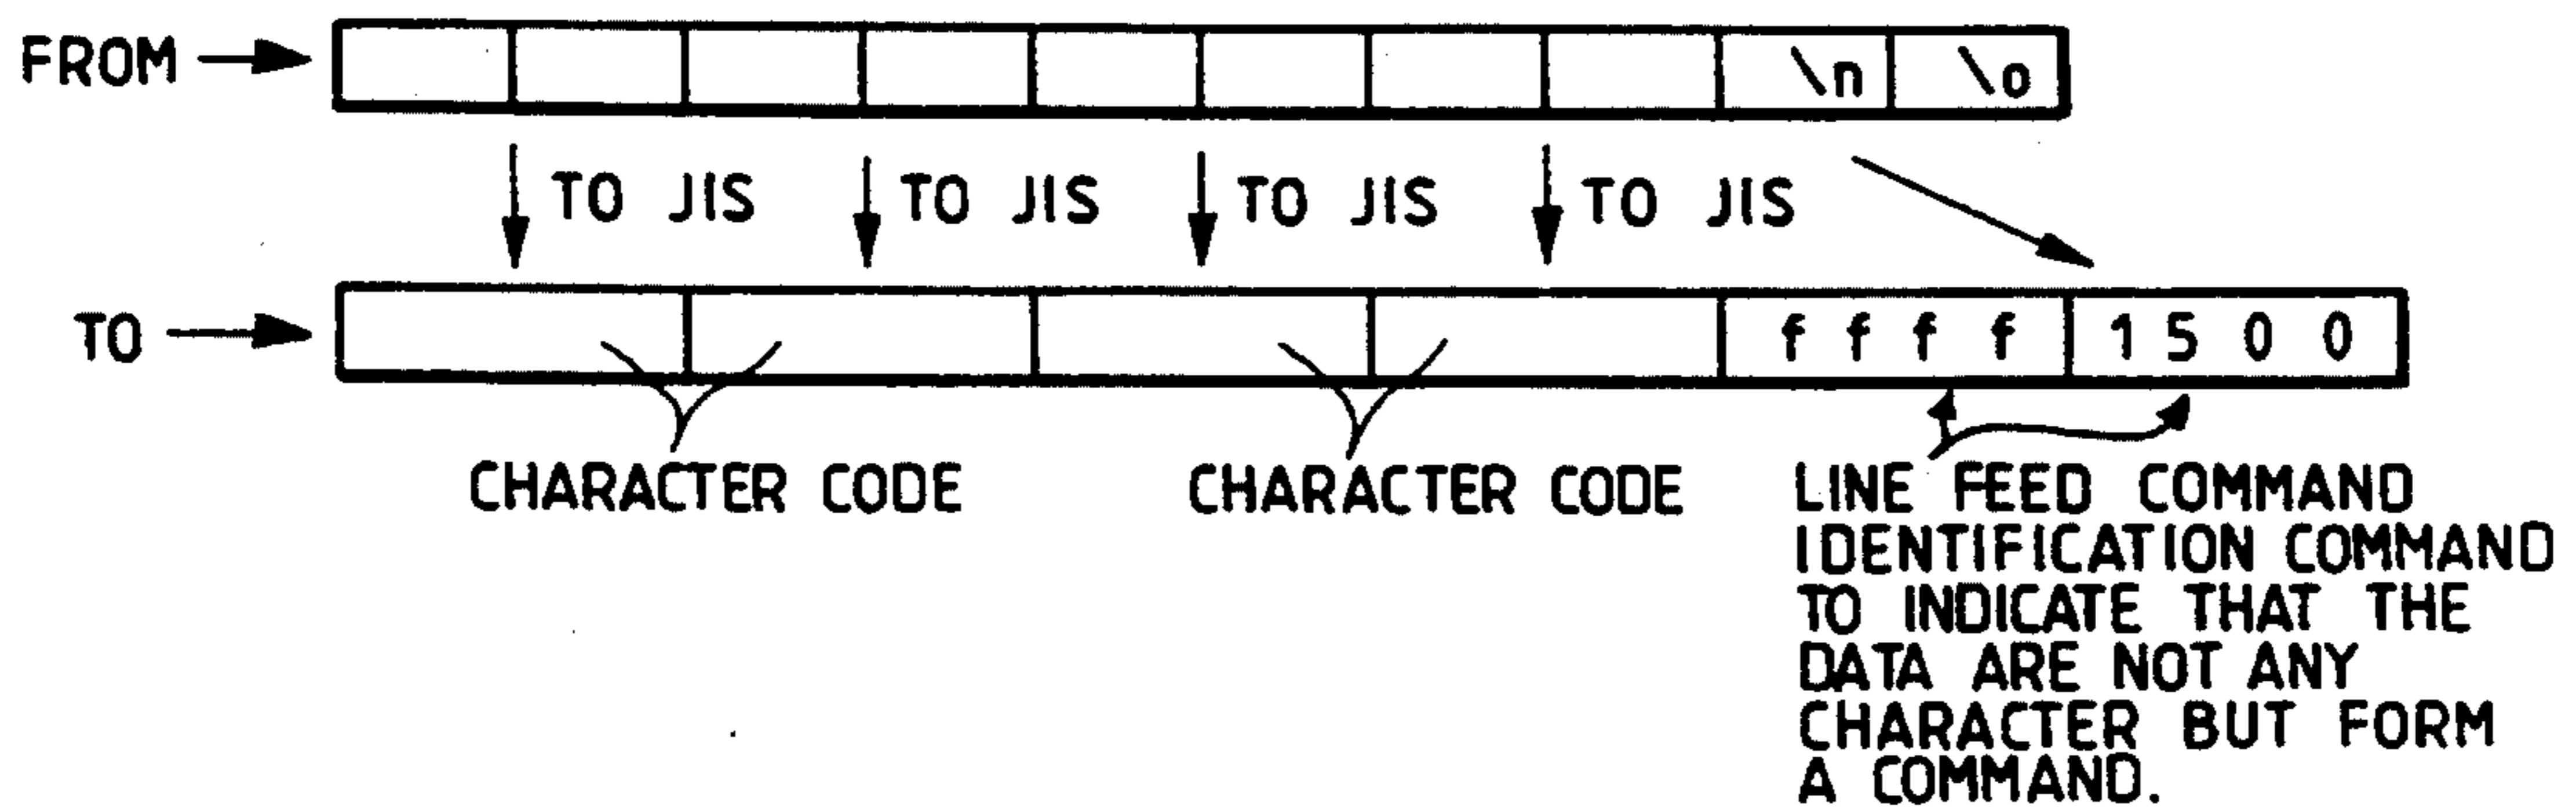 FROM \n \o
TO JIS TO JIS TO JIS TO JIS
TO f f f f 1 5 0 0
CHARACTER CODE CHARACTER CODE
LINE FEED COMMAND
IDENTIFICATION COMMAND
TO INDICATE THAT THE
DATA ARE NOT ANY
CHARACTER BUT FORM
A COMMAND.